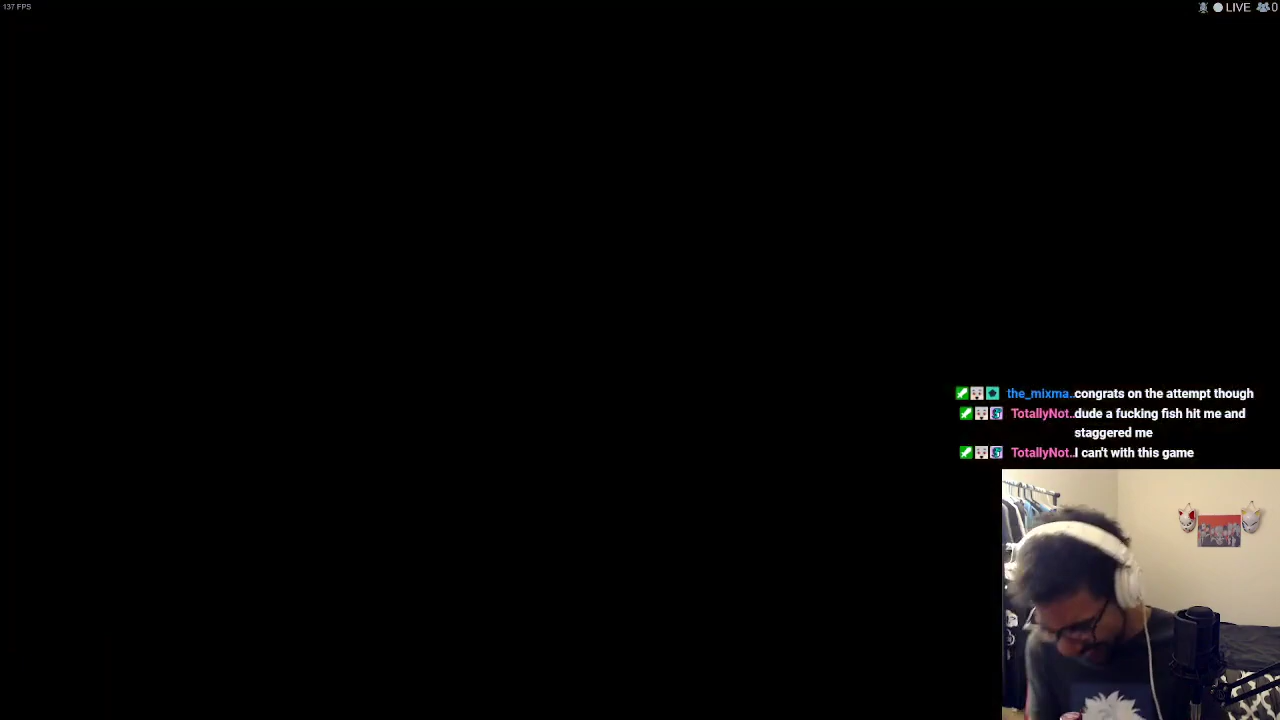 137 FPS
LIVE 0
the_mixma..congrats on the attempt though
TotallyNot..dude a fucking fish hit me and
staggered me
TotallyNot..I can't with this game